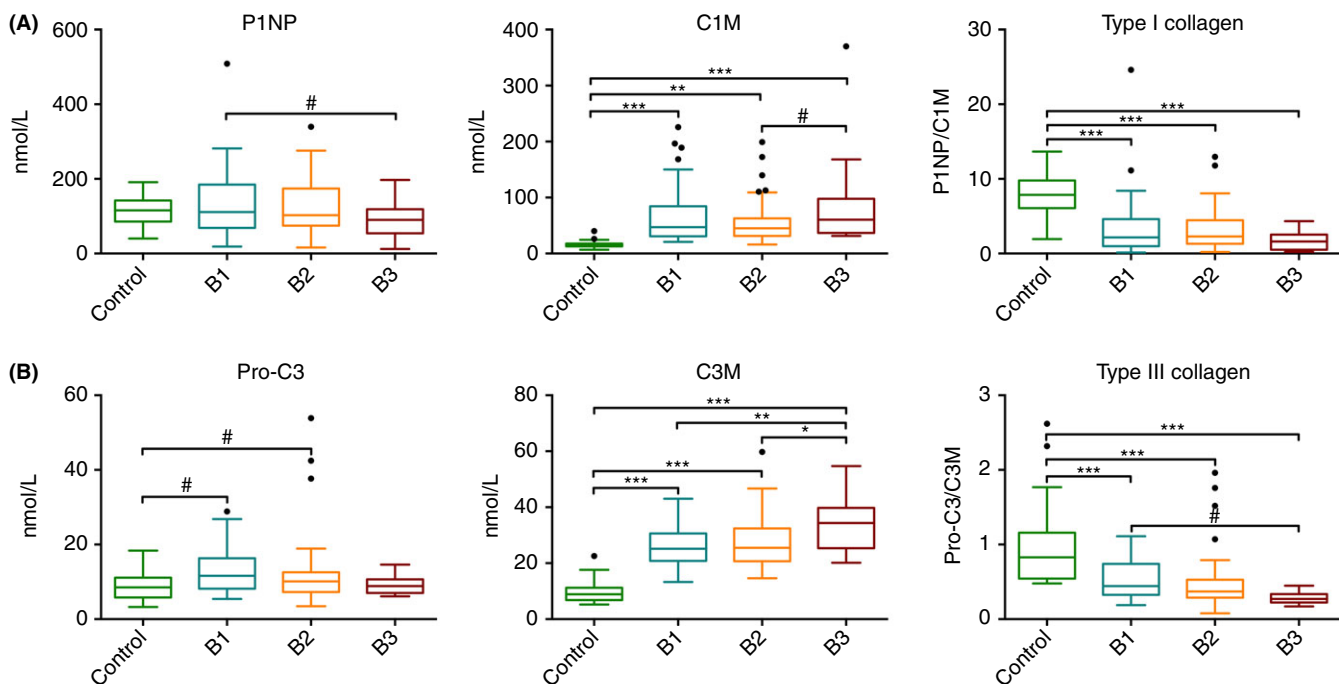 (A)
P1NP
600
400
200
0
nmol/L
#
Control
B1
B2
B3
C1M
400
300
200
100
0
nmol/L
***
**
***
#
Control
B1
B2
B3
Type I collagen
30
20
10
0
P1NP/C1M
***
***
***
Control
B1
B2
B3
(B)
Pro-C3
60
40
20
0
nmol/L
#
#
Control
B1
B2
B3
C3M
80
60
40
20
0
nmol/L
***
**
*
***
***
Control
B1
B2
B3
Type III collagen
3
2
1
0
Pro-C3/C3M
***
***
***
#
Control
B1
B2
B3